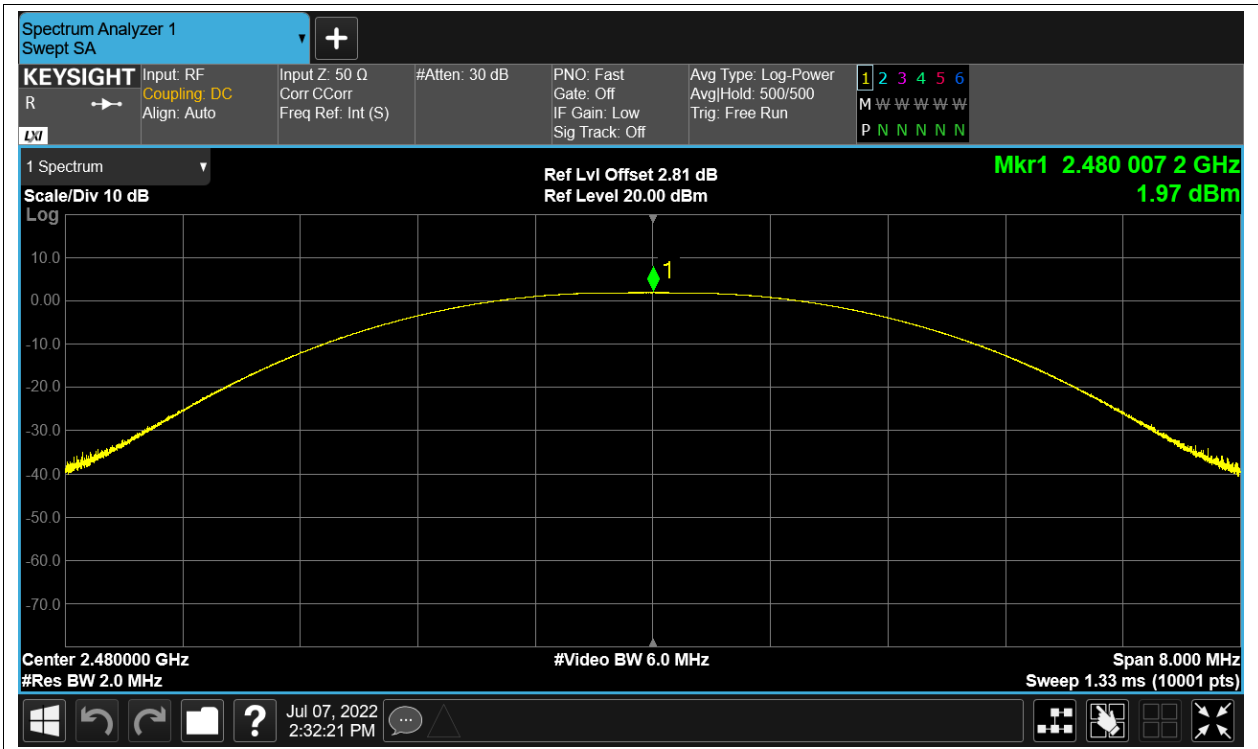 Spectrum Analyzer 1
Swept SA
KEYSIGHT
R
LXI
Input: RF
Coupling: DC
Align: Auto
Input Z: 50 Ω
Corr CCorr
Freq Ref: Int (S)
#Atten: 30 dB
PNO: Fast
Gate: Off
IF Gain: Low
Sig Track: Off
Avg Type: Log-Power
Avg|Hold: 500/500
Trig: Free Run
1 2 3 4 5 6
M W W W W W
P N N N N N
1 Spectrum
Scale/Div 10 dB
Log
Ref Lvl Offset 2.81 dB
Ref Level 20.00 dBm
Mkr1 2.480 007 2 GHz
1.97 dBm
10.0
0.00
-10.0
-20.0
-30.0
-40.0
-50.0
-60.0
-70.0
1
Center 2.480000 GHz
#Res BW 2.0 MHz
#Video BW 6.0 MHz
Span 8.000 MHz
Sweep 1.33 ms (10001 pts)
?
Jul 07, 2022
2:32:21 PM